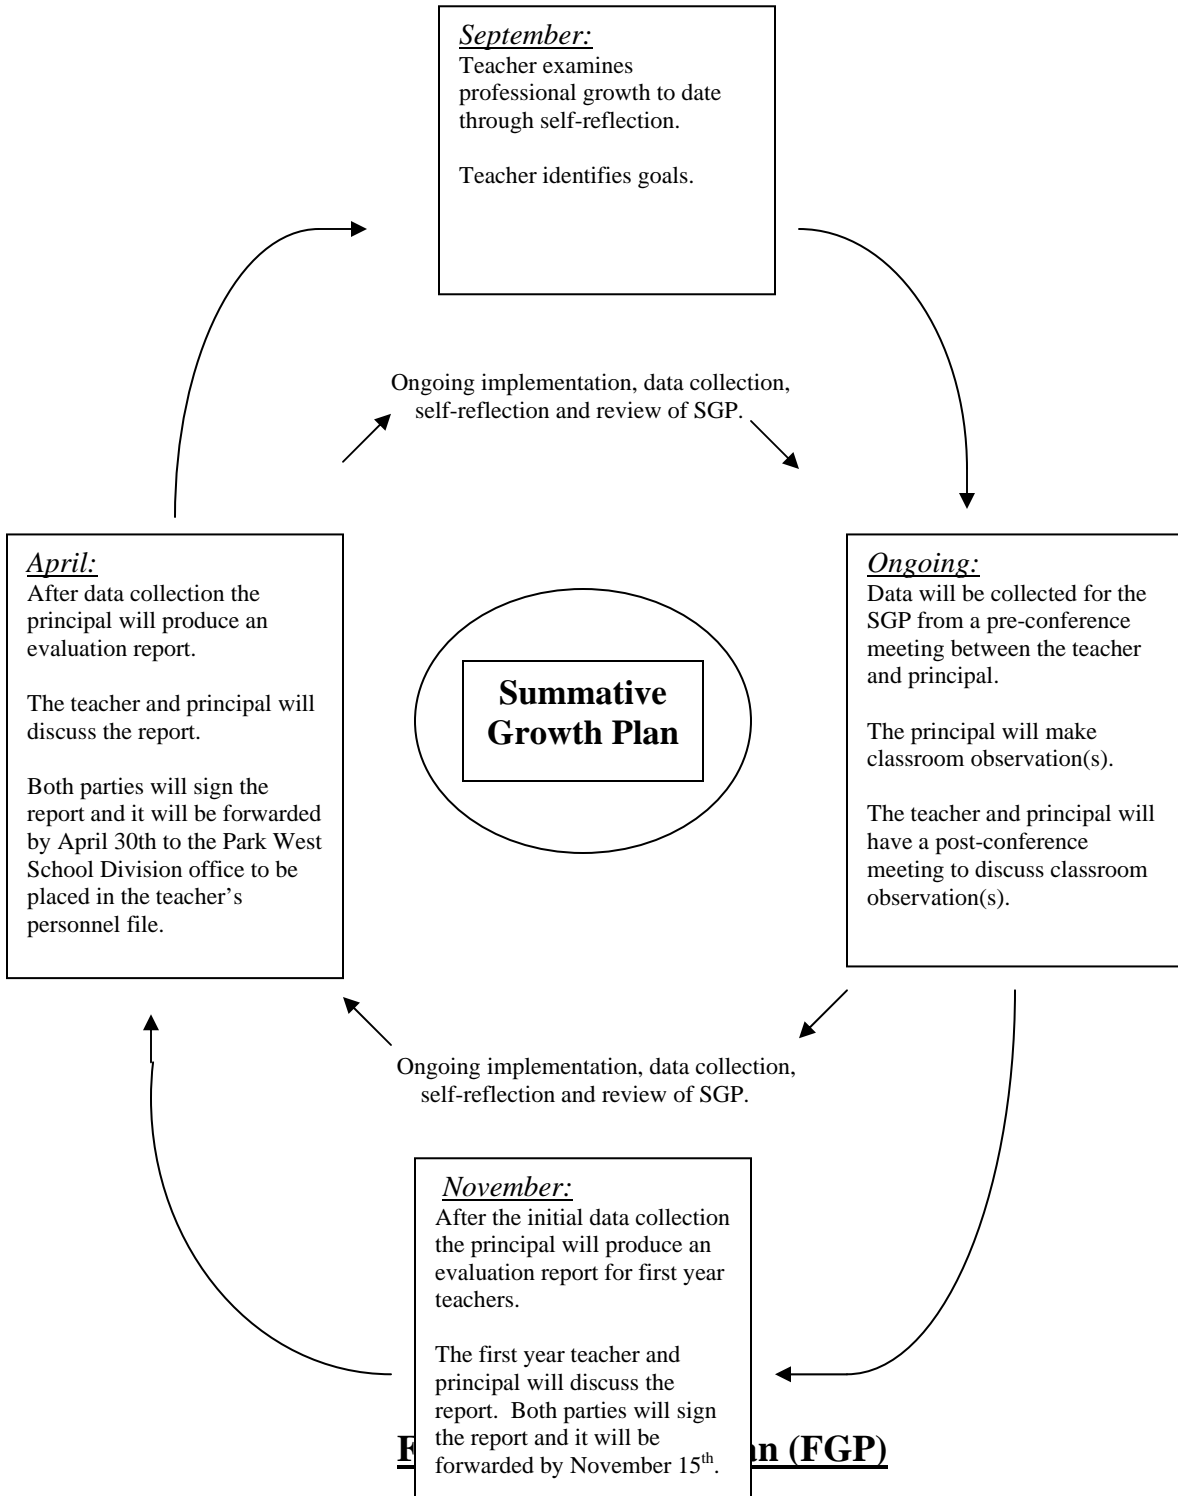 September:
Teacher examines
professional growth to date
through self-reflection.
Teacher identifies goals.
Ongoing implementation, data collection,
self-reflection and review of SGP.
April:
After data collection the
principal will produce an
evaluation report.
The teacher and principal will
discuss the report.
Both parties will sign the
report and it will be forwarded
by April 30th to the Park West
School Division office to be
placed in the teacher's
personnel file.
Summative
Growth Plan
Ongoing:
Data will be collected for the
SGP from a pre-conference
meeting between the teacher
and principal.
The principal will make
classroom observation(s).
The teacher and principal will
have a post-conference
meeting to discuss classroom
observation(s).
Ongoing implementation, data collection,
self-reflection and review of SGP.
November:
After the initial data collection
the principal will produce an
evaluation report for first year
teachers.
The first year teacher and
principal will discuss the
report.  Both parties will sign
the report and it will be
forwarded by November 15th.
(FGP)